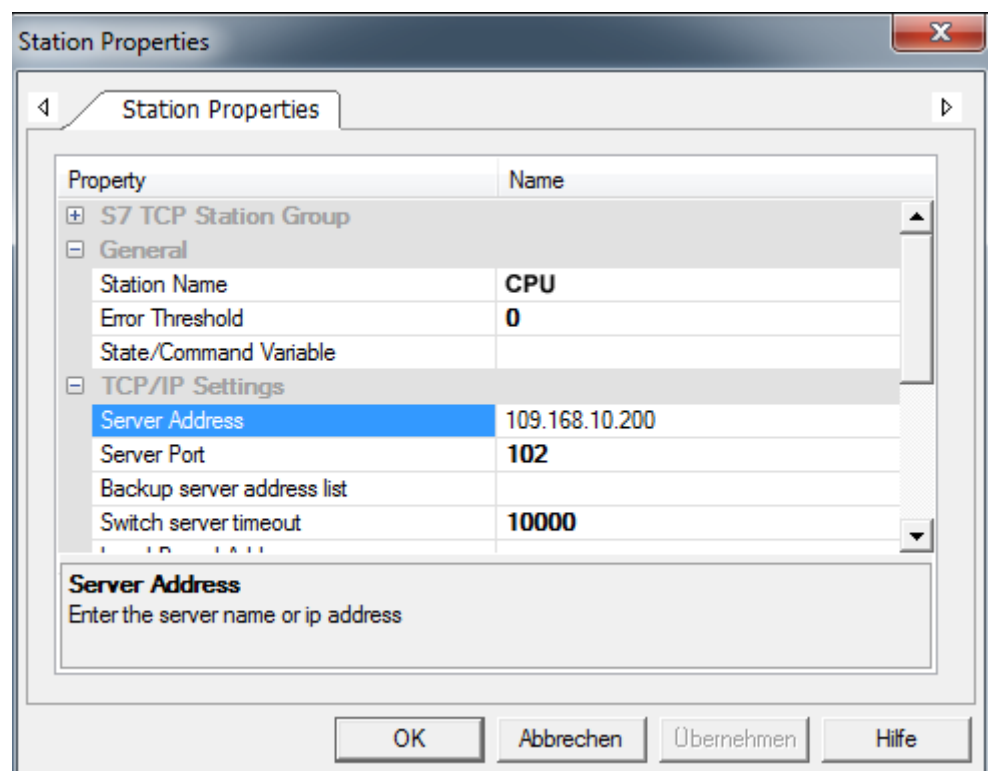 Station Properties
Station Properties
Property Name
S7 TCP Station Group
General
Station Name CPU
Error Threshold 0
State/Command Variable
TCP/IP Settings
Server Address 109.168.10.200
Server Port 102
Backup server address list
Switch server timeout 10000
Server Address
Enter the server name or ip address
OK Abbrechen Übernehmen Hilfe